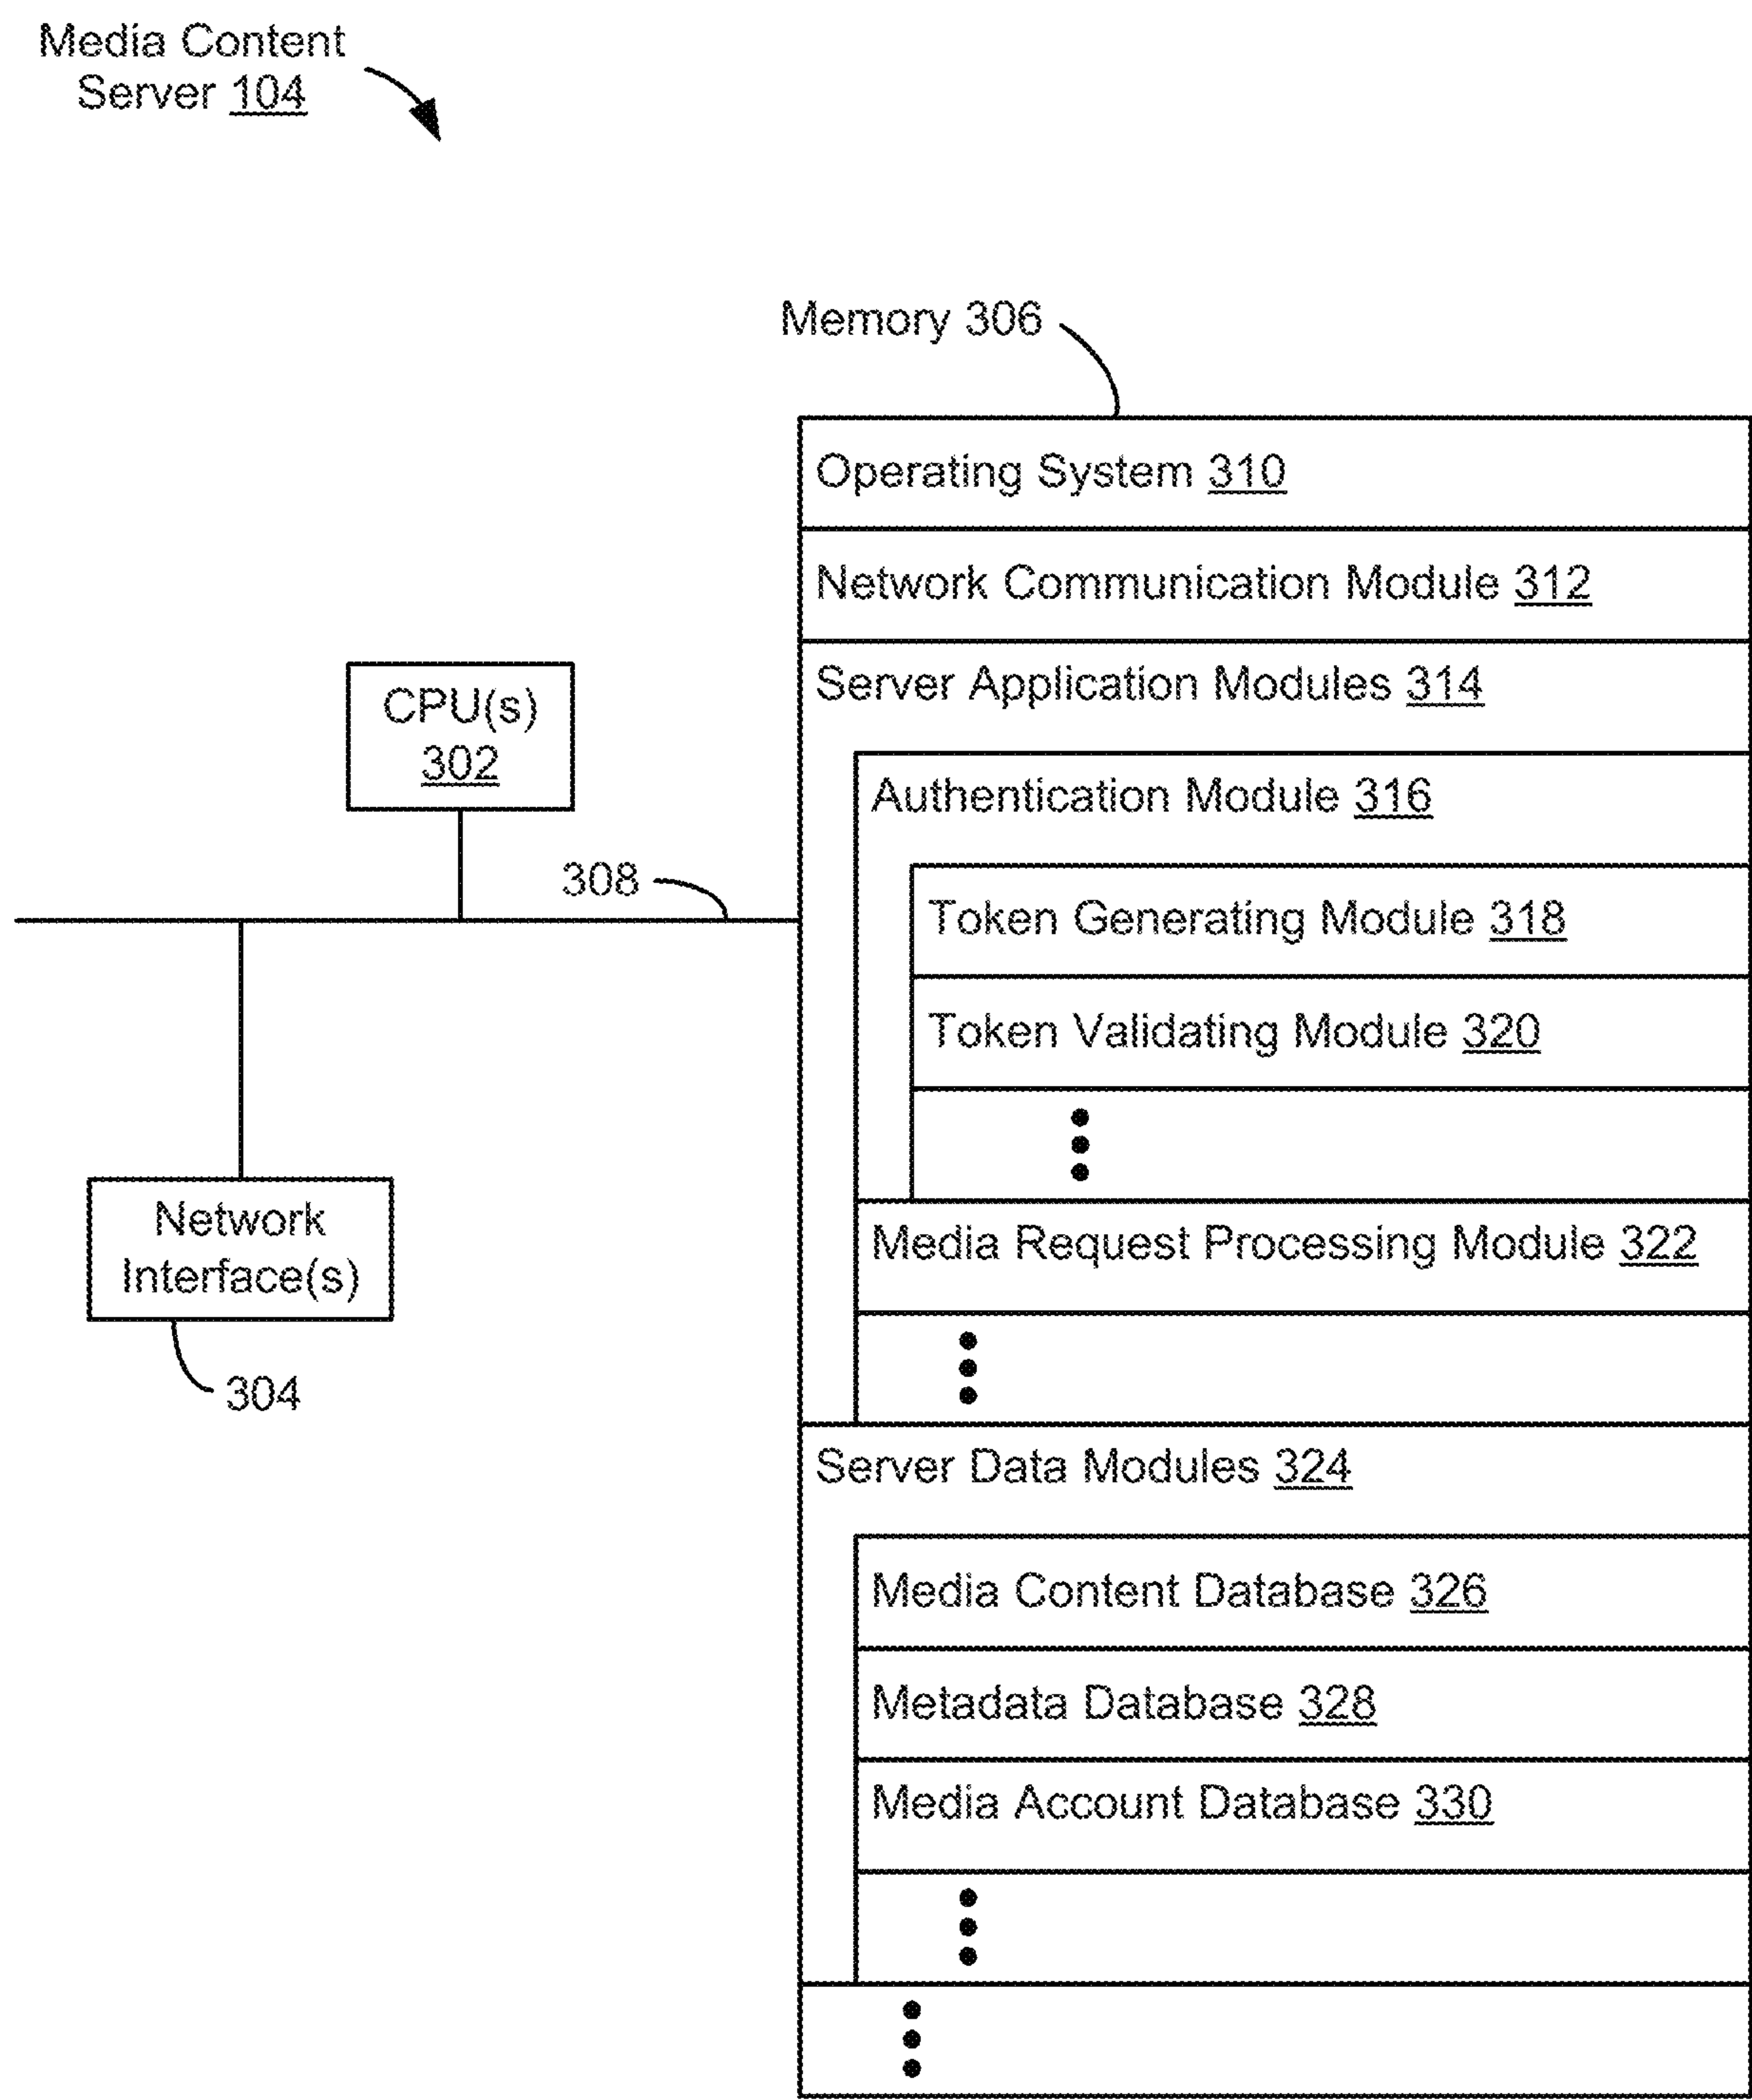 Media Content
Server 104
Memory 306
Operating System 310
Network Communication Module 312
Server Application Modules 314
CPU(s)
302
Authentication Module 316
308
Token Generating Module 318
Token Validating Module 320
Network
Interface(s)
Media Request Processing Module 322
304
Server Data Modules 324
Media Content Database 326
Metadata Database 328
Media Account Database 330